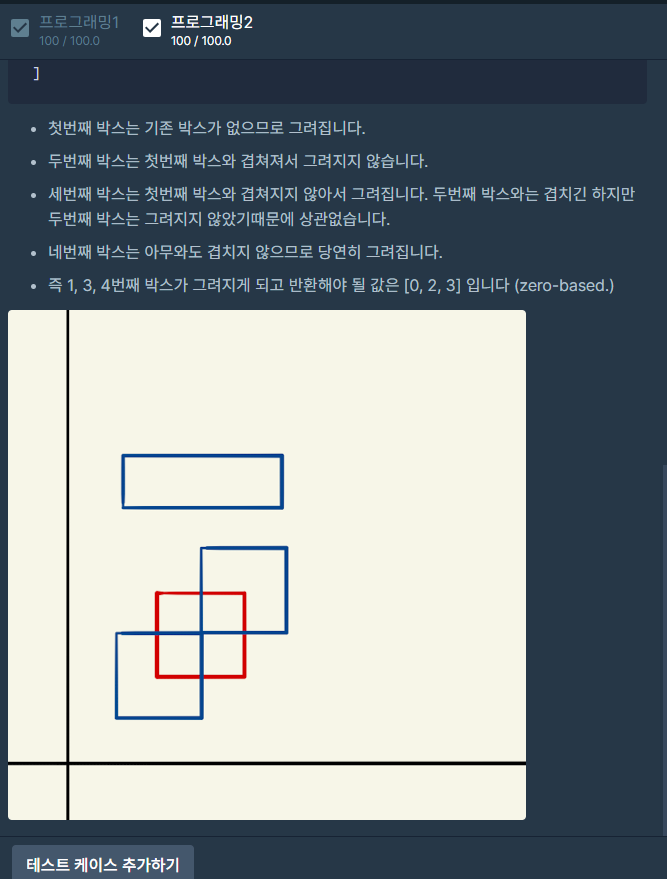 프로그래밍1
100 / 100.0
프로그래밍2
100 / 100.0
]
첫번째 박스는 기존 박스가 없으므로 그려집니다.
두번째 박스는 첫번째 박스와 겹쳐져서 그려지지 않습니다.
세번째 박스는 첫번째 박스와 겹쳐지지 않아서 그려집니다. 두번째 박스와는 겹치긴 하지만
두번째 박스는 그려지지 않았기때문에 상관없습니다.
네번째 박스는 아무와도 겹치지 않으므로 당연히 그려집니다.
즉 1, 3, 4번째 박스가 그려지게 되고 반환해야 될 값은 [0, 2, 3] 입니다 (zero-based.)
테스트 케이스 추가하기